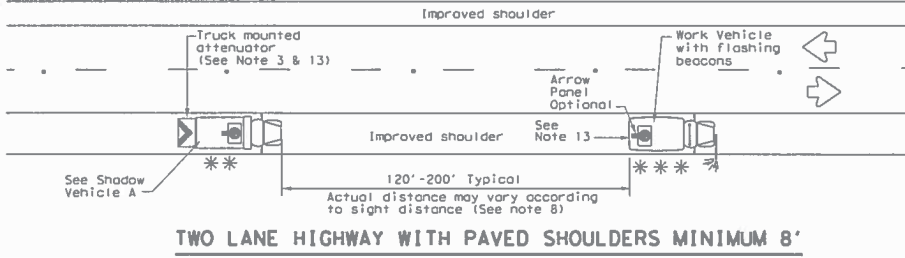 Improved shoulder
Truck mounted
attenuator
(See Note 3 & 13)
Work Vehicle
with flashing
beacons
Arrow
Panel
Optional
Improved shoulder
See
Note 13
See Shadow
Vehicle A
** 
***
120'-200' Typical
Actual distance may vary according
to sight distance (See note 8)
TWO LANE HIGHWAY WITH PAVED SHOULDERS MINIMUM 8'